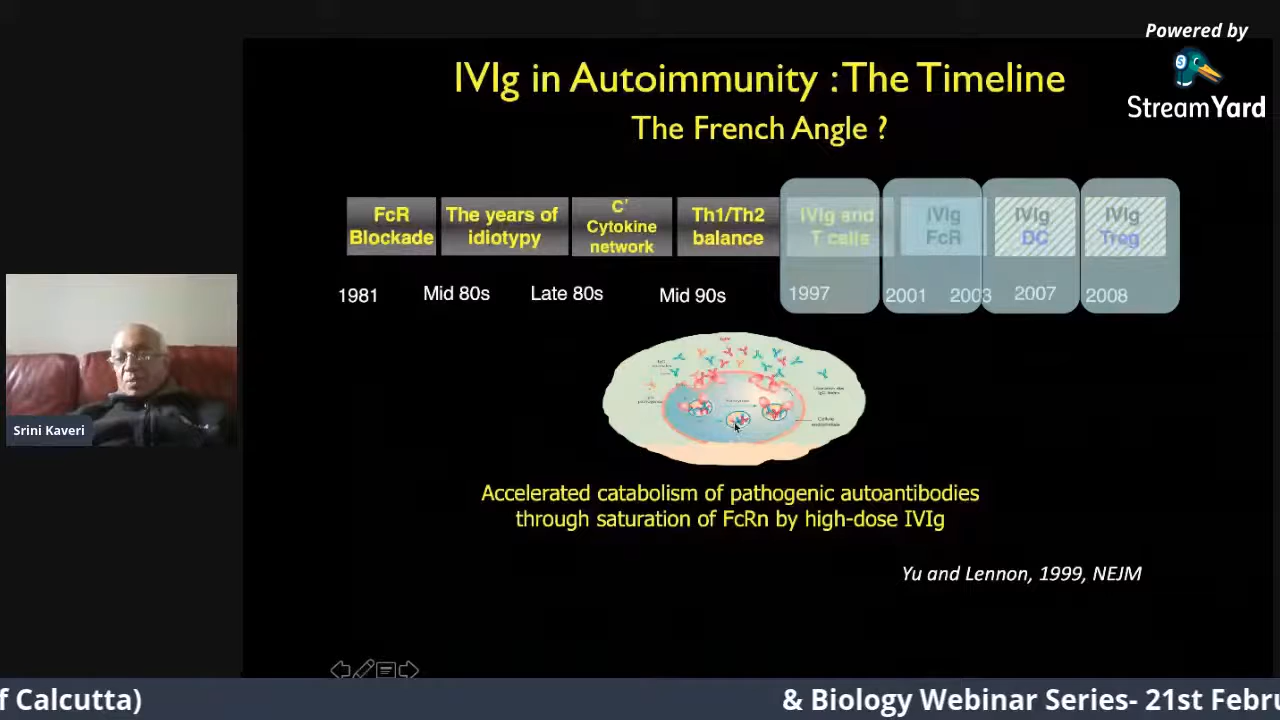 Powered by
StreamYard
IVIg in Autoimmunity : The Timeline
The French Angle ?
FcR
Blockade
The years of
idiotypy
C'
Cytokine
network
Th1/Th2
balance
IVIg and
T cells
IVIg
FcR
IVIg
DC
IVIg
Treg
1981
Mid 80s
Late 80s
Mid 90s
1997
2001
2003
2007
2008
Srini Kaveri
Accelerated catabolism of pathogenic autoantibodies
through saturation of FcRn by high-dose IVIg
Yu and Lennon, 1999, NEJM
f Calcutta)
& Biology Webinar Series- 21st Febru